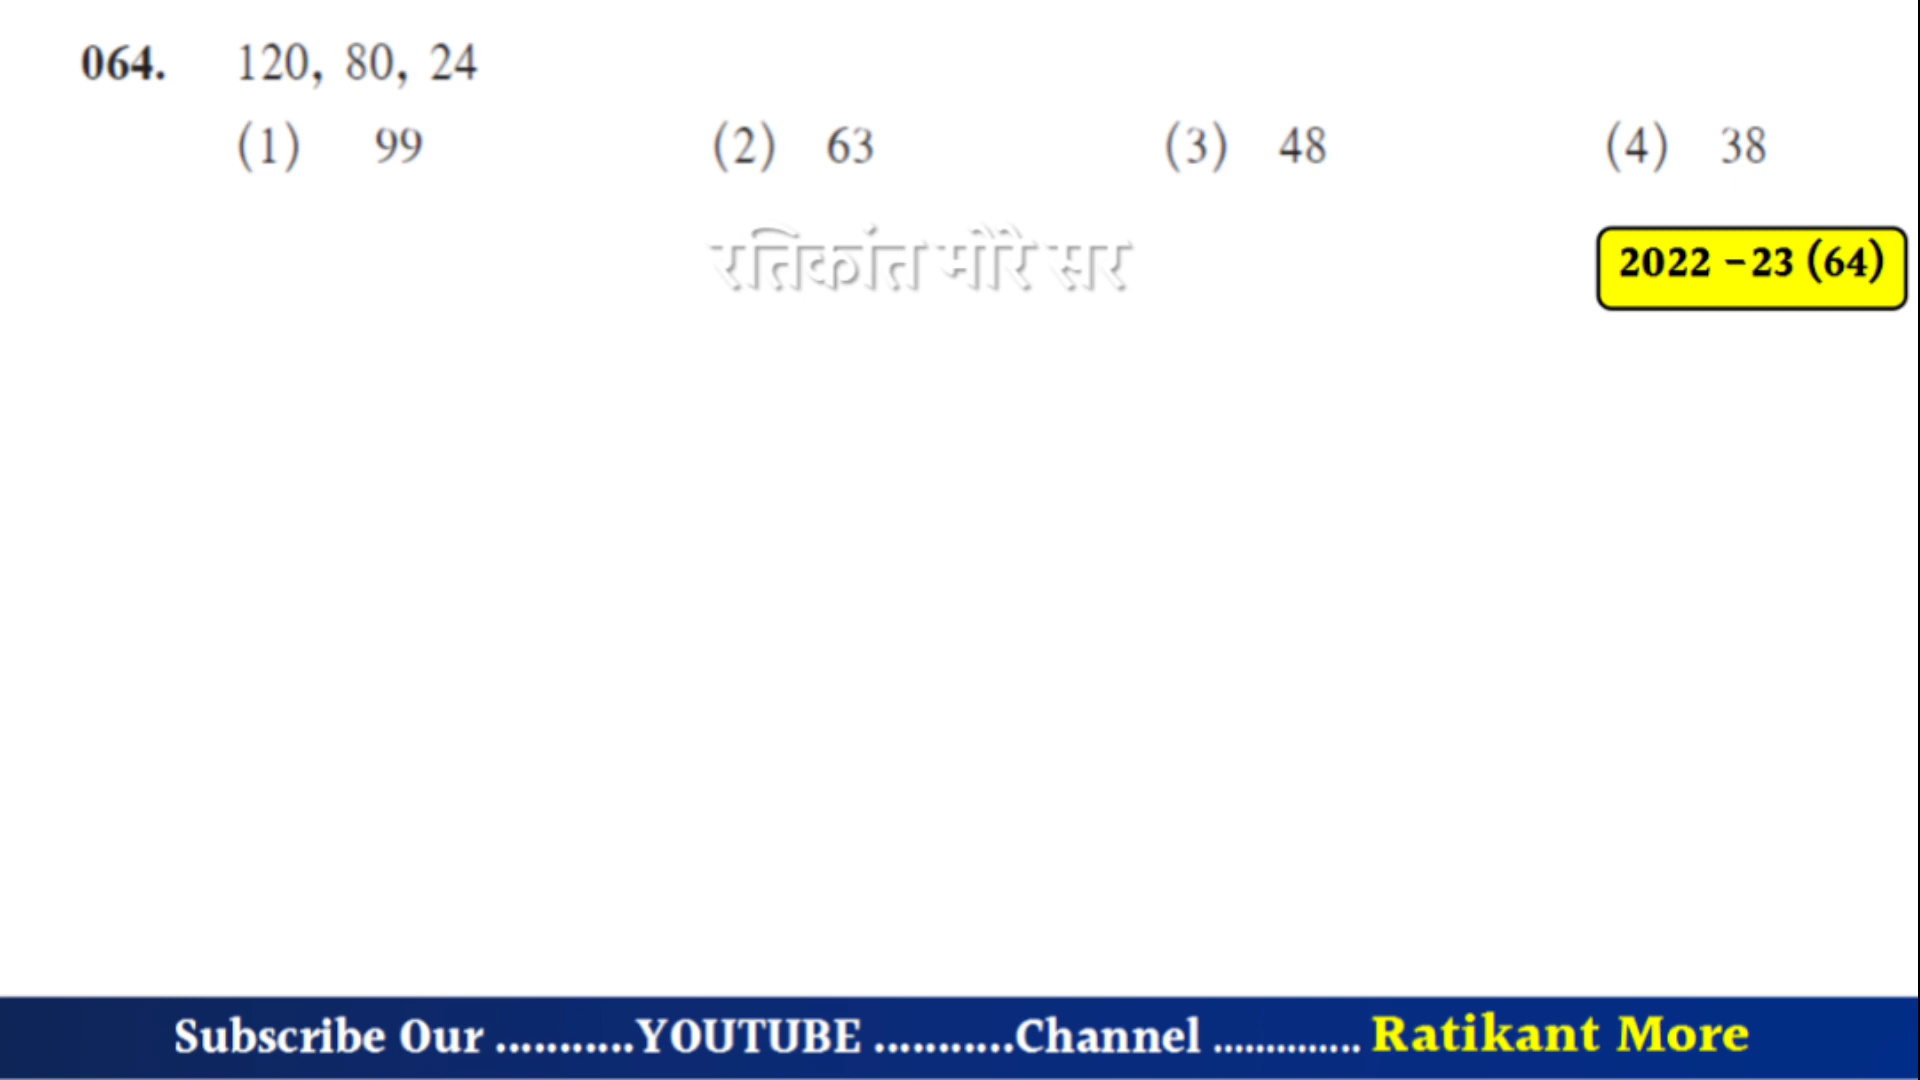 064. 120, 80, 24
(1) 99 (2) 63 (3) 48 (4) 38
रतिकांत मोरे सर
2022 – 23 (64)
Subscribe Our ...........YOUTUBE ...........Channel .............. Ratikant More